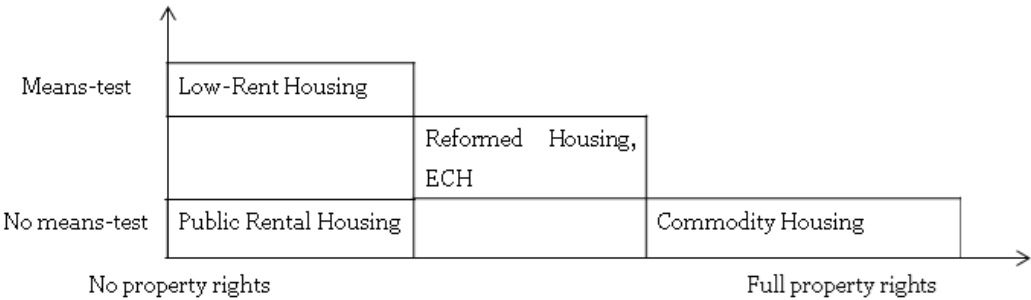 Means-test
Low-Rent Housing
Reformed Housing,
ECH
No means-test
Public Rental Housing
Commodity Housing
No property rights
Full property rights